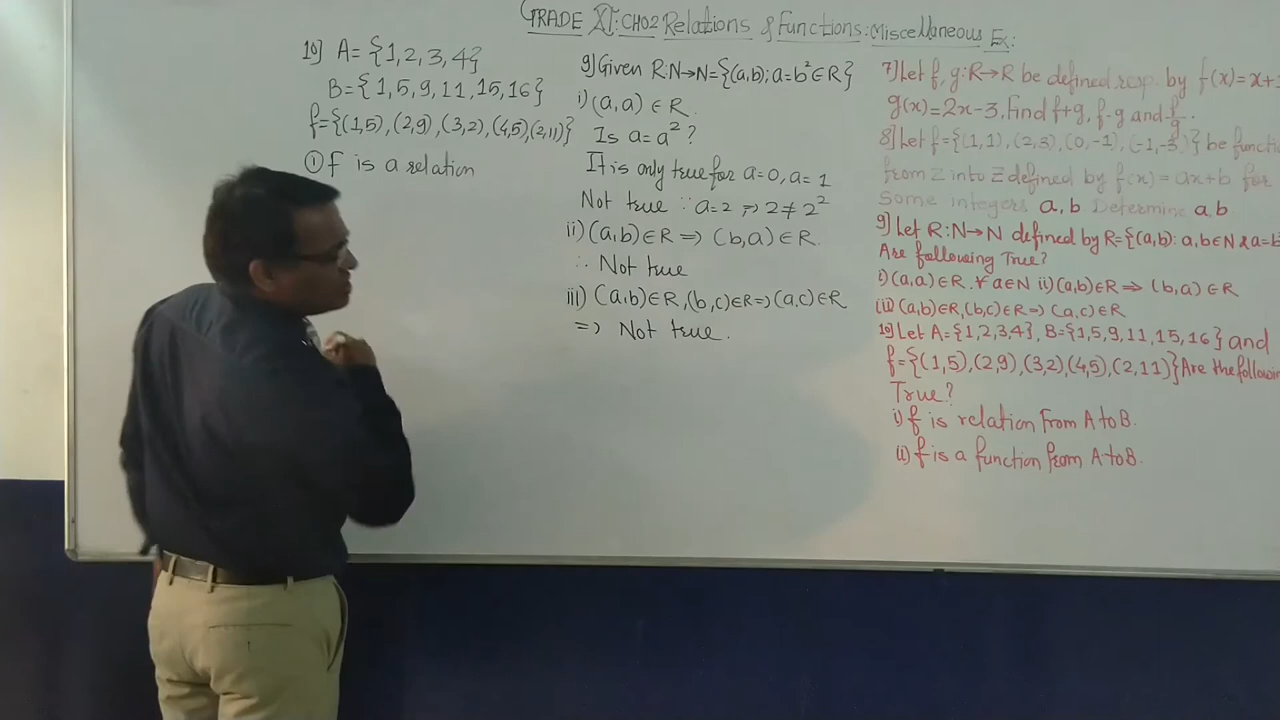 GRADE XI: CH02 Relations & Functions: Miscellaneous Ex:
10] A= {1,2,3,4}
B={1,5,9,11,15,16}
f={(1,5),(2,9),(3,2),(4,5),(2,11)}
① f is a relation
9] Given R:N→N={(a,b); a=b²∈R}
i) (a,a) ∈ R.
Is a=a²?
It is only true for a=0, a=1
Not true ∵ a=2 ⇒ 2≠2²
ii) (a,b)∈R ⇒ (b,a)∈R.
∴ Not true
iii) (a,b)∈R,(b,c)∈R=)(a,c)∈R
=) Not true.
7] Let f, g:R→R be defined resp. by f(x)=x+
g(x)=2x-3, Find f+g, f-g and f/g.
8] Let f={(1,1),(2,3),(0,-1),(-1,-3)} be functi
from Z into Z defined by f(x)=ax+b for
some integers a,b Determine a,b.
9] Let R:N→N defined by R={(a,b): a,b∈N & a=b
Are following True?
i) (a,a)∈R.∀a∈N ii) (a,b)∈R ⇒ (b,a)∈R
(iii) (a,b)∈R,(b,c)∈R=)(a,c)∈R
10] Let A={1,2,3,4}, B={1,5,9,11,15,16} and
f={(1,5),(2,9),(3,2),(4,5),(2,11)} Are the followin
True?
i) f is relation From A to B.
(ii) f is a function from A to B.